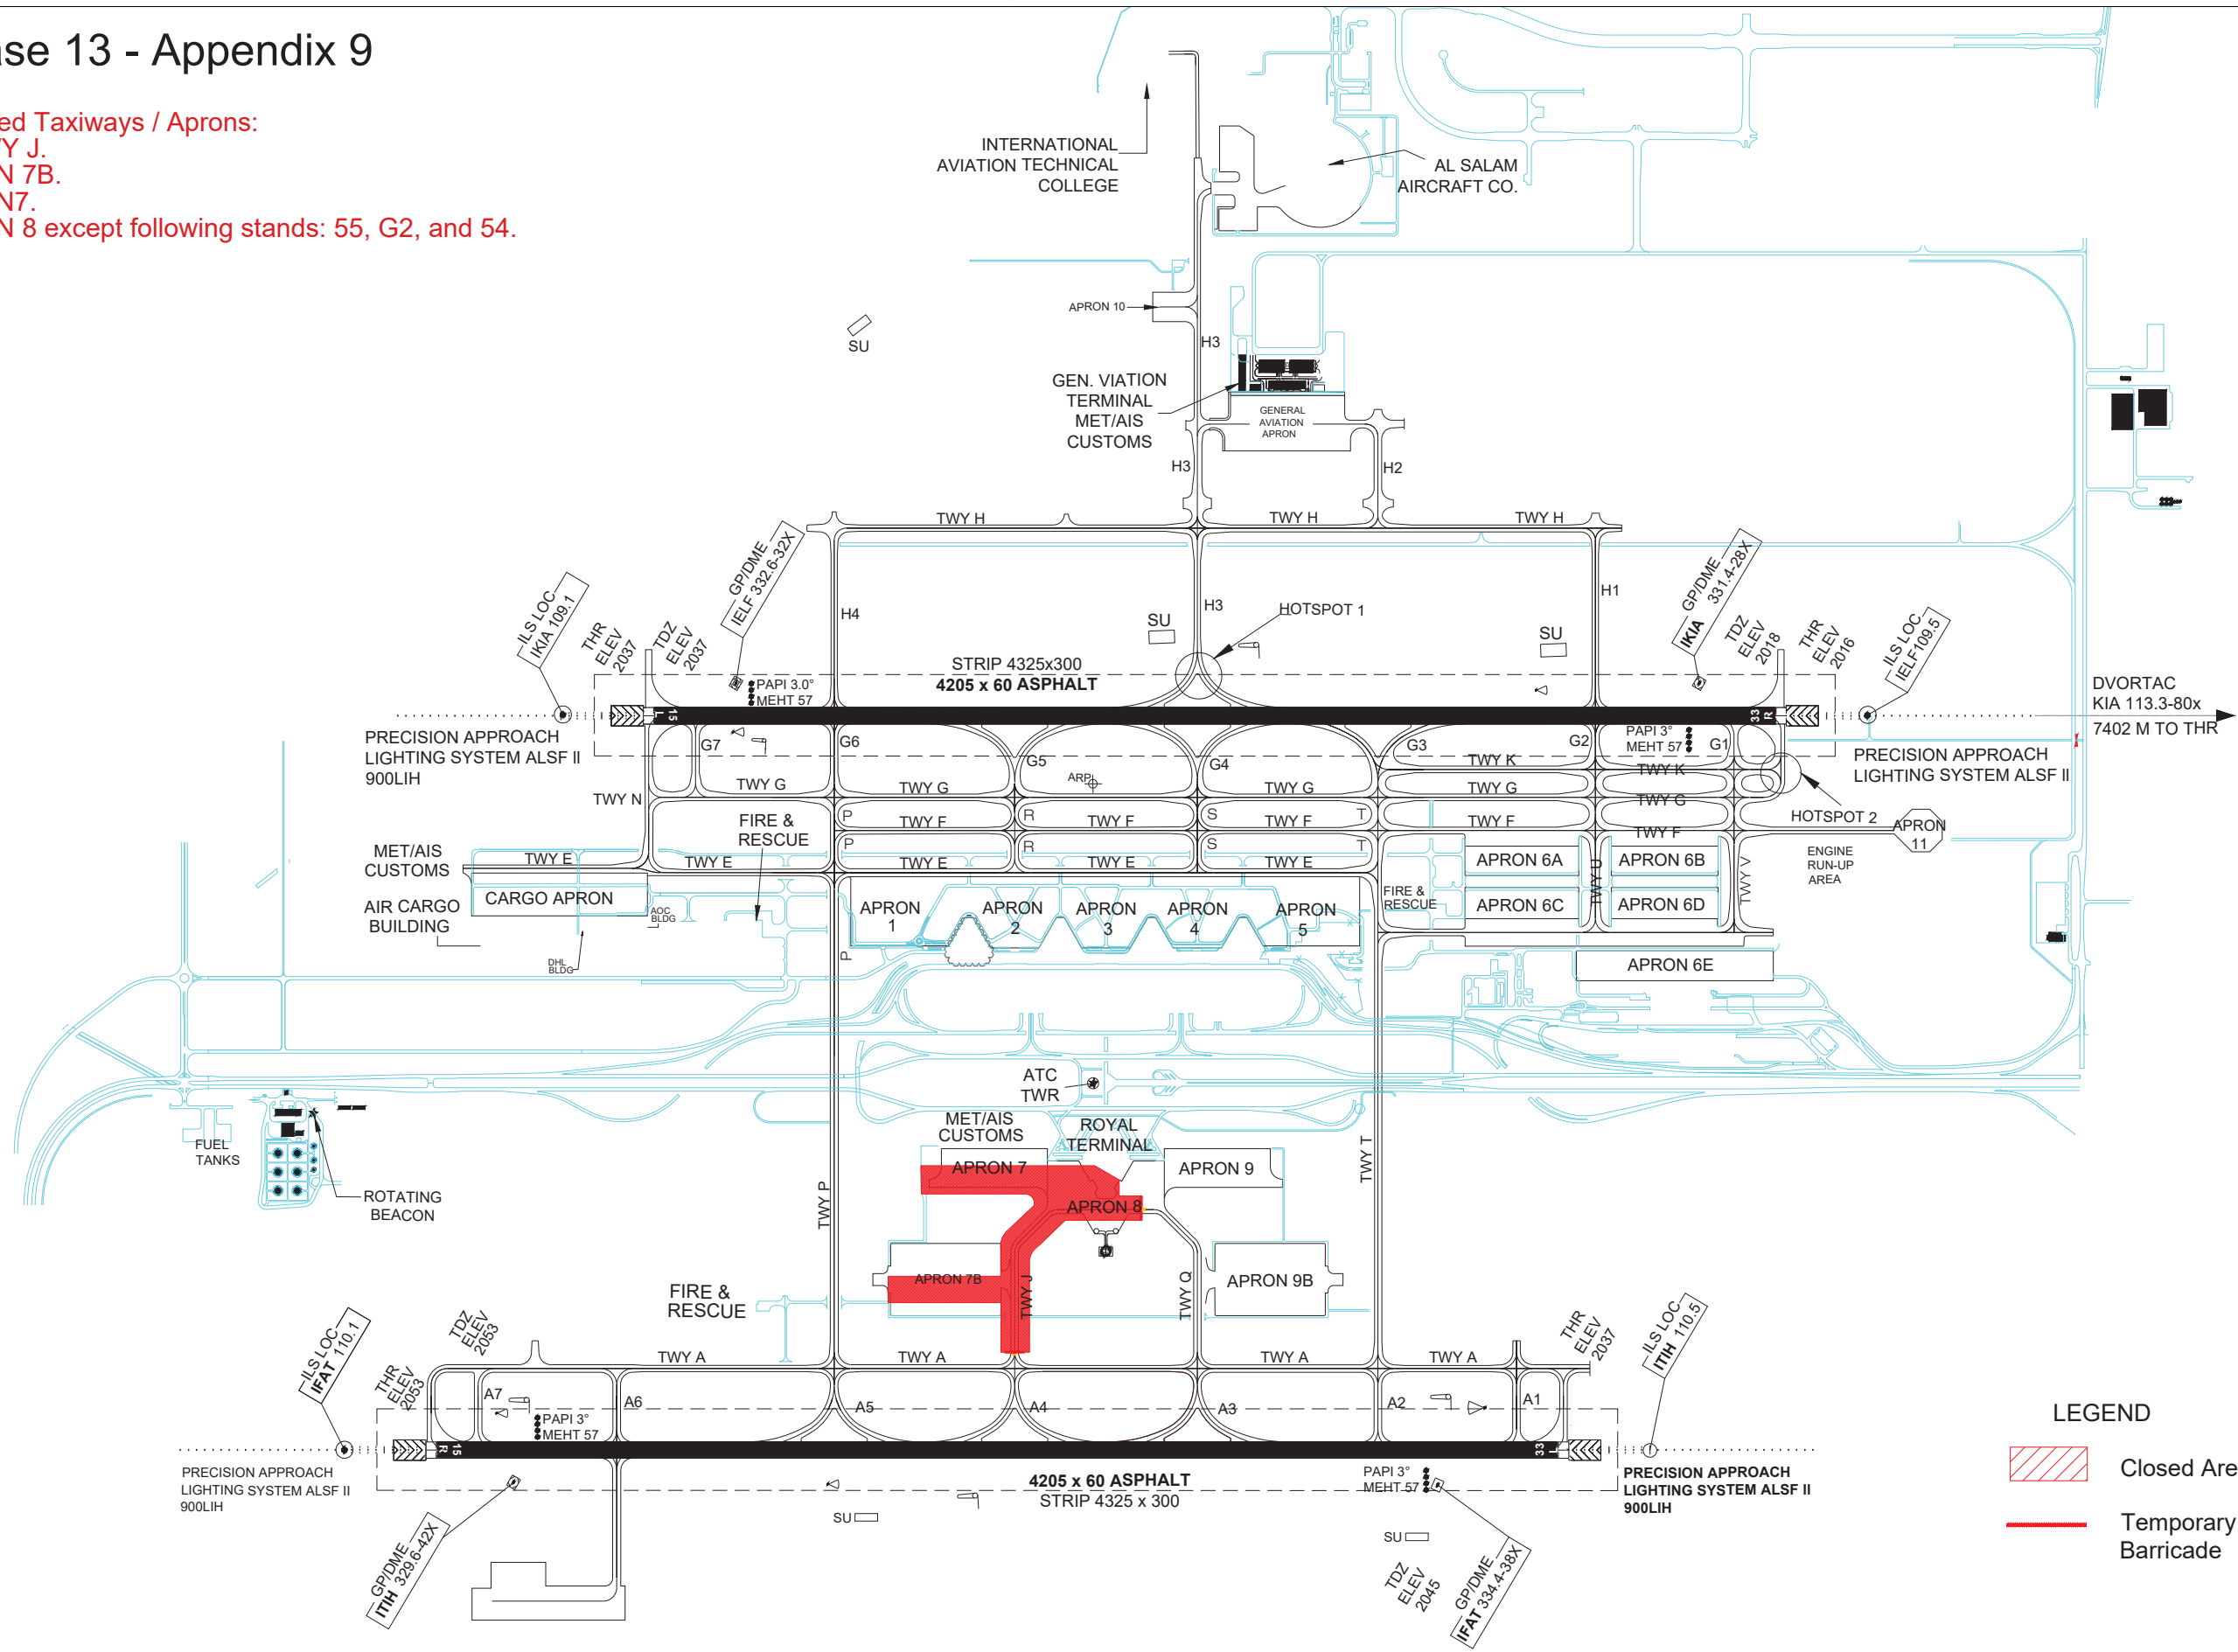 ase 13 - Appendix 9
ed Taxiways / Aprons:
Y J.
N 7B.
N7.
N 8 except following stands: 55, G2, and 54.
INTERNATIONAL
AVIATION TECHNICAL
COLLEGE
AL SALAM
AIRCRAFT CO.
APRON 10
SU
H3
GEN. VIATION
TERMINAL
MET/AIS
CUSTOMS
GENERAL
AVIATION
APRON
H3
H2
TWY H
TWY H
TWY H
GP/DME
IELF 332.6-32X
ILS LOC
IKIA 109.1
THR
ELEV
2037
TDZ
ELEV
2037
H4
SU
H3
HOTSPOT 1
SU
H1
GP/DME
331.4-28X
IKIA
TDZ
ELEV
2018
THR
ELEV
2016
ILS LOC
IELF109.5
STRIP 4325x300
4205 x 60 ASPHALT
PAPI 3.0°
MEHT 57
DVORTAC
KIA 113.3-80x
7402 M TO THR
15
L
33
R
PRECISION APPROACH
LIGHTING SYSTEM ALSF II
900LIH
G7
G6
G5
G4
G3
G2
PAPI 3°
MEHT 57
G1
PRECISION APPROACH
LIGHTING SYSTEM ALSF II
TWY K
TWY K
ARP
TWY N
TWY G
TWY G
TWY G
TWY G
TWY G
HOTSPOT 2
APRON
11
FIRE &
RESCUE
P
TWY F
R
TWY F
S
TWY F
T
TWY F
TWY F
MET/AIS
CUSTOMS
TWY E
TWY E
P
TWY E
R
TWY E
S
TWY E
T
APRON 6A
TWY U
APRON 6B
TWY V
ENGINE
RUN-UP
AREA
CARGO APRON
AIR CARGO
BUILDING
AOC
BLDG
DHL
BLDG
P
APRON
1
APRON
2
APRON
3
APRON
4
APRON
5
FIRE &
RESCUE
APRON 6C
APRON 6D
APRON 6E
ATC
TWR
FUEL
TANKS
ROTATING
BEACON
MET/AIS
CUSTOMS
ROYAL
TERMINAL
APRON 7
APRON 9
TWY P
APRON 8
TWY T
APRON 7B
TWY J
TWY Q
APRON 9B
FIRE &
RESCUE
ILS LOC
IFAT 110.1
TDZ
ELEV
2053
THR
ELEV
2053
TWY A
TWY A
TWY A
TWY A
THR
ELEV
2037
ILS LOC
ITIH 110.5
A7
A6
A5
A4
A3
A2
A1
PAPI 3°
MEHT 57
15
R
33
L
PRECISION APPROACH
LIGHTING SYSTEM ALSF II
900LIH
4205 x 60 ASPHALT
STRIP 4325 x 300
PAPI 3°
MEHT 57
PRECISION APPROACH
LIGHTING SYSTEM ALSF II
900LIH
SU
SU
GP/DME
ITIH 329.6-42X
TDZ
ELEV
2045
GP/DME
IFAT 334.4-38X
LEGEND
Closed Are
Temporary
Barricade